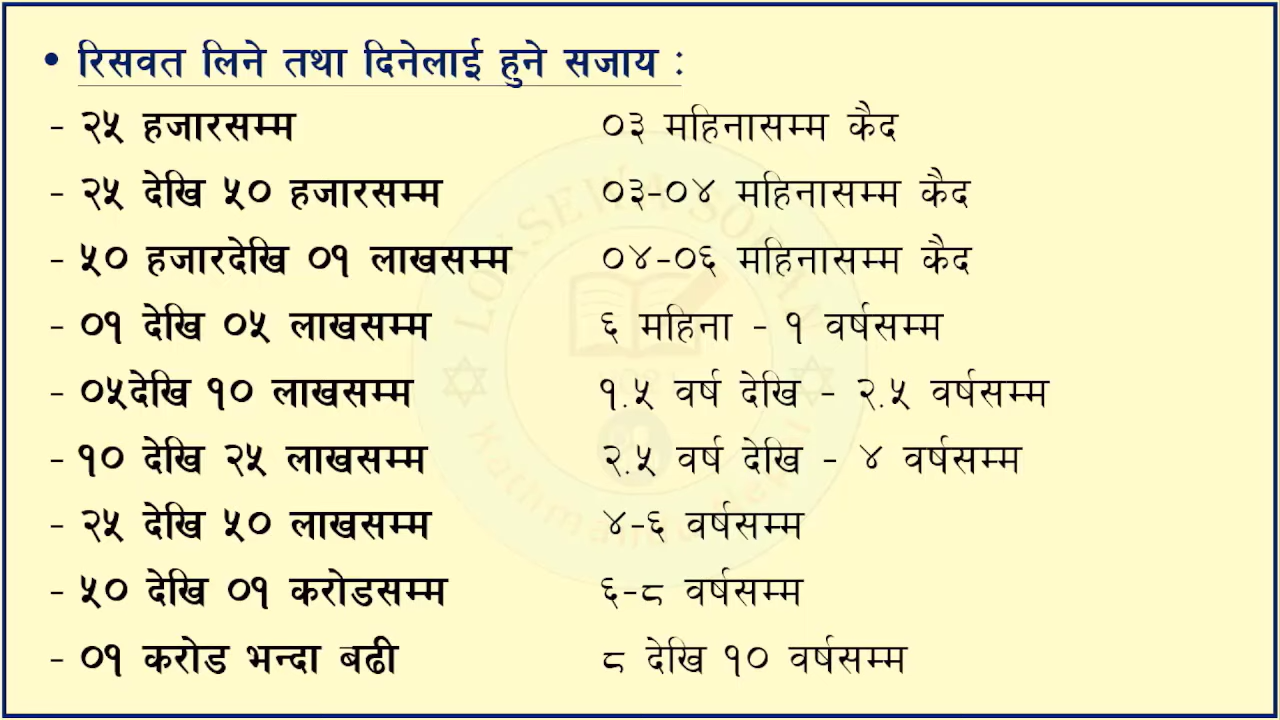 • रिसवत लिने तथा दिनेलाई हुने सजाय :
- २५ हजारसम्म ०३ महिनासम्म कैद
- २५ देखि ५० हजारसम्म ०३-०४ महिनासम्म कैद
- ५० हजारदेखि ०१ लाखसम्म ०४-०६ महिनासम्म कैद
- ०१ देखि ०५ लाखसम्म ६ महिना - १ वर्षसम्म
- ०५देखि १० लाखसम्म १.५ वर्ष देखि - २.५ वर्षसम्म
- १० देखि २५ लाखसम्म २.५ वर्ष देखि - ४ वर्षसम्म
- २५ देखि ५० लाखसम्म ४-६ वर्षसम्म
- ५० देखि ०१ करोडसम्म ६-८ वर्षसम्म
- ०१ करोड भन्दा बढी ८ देखि १० वर्षसम्म
LOKSEWA
Kathmandu